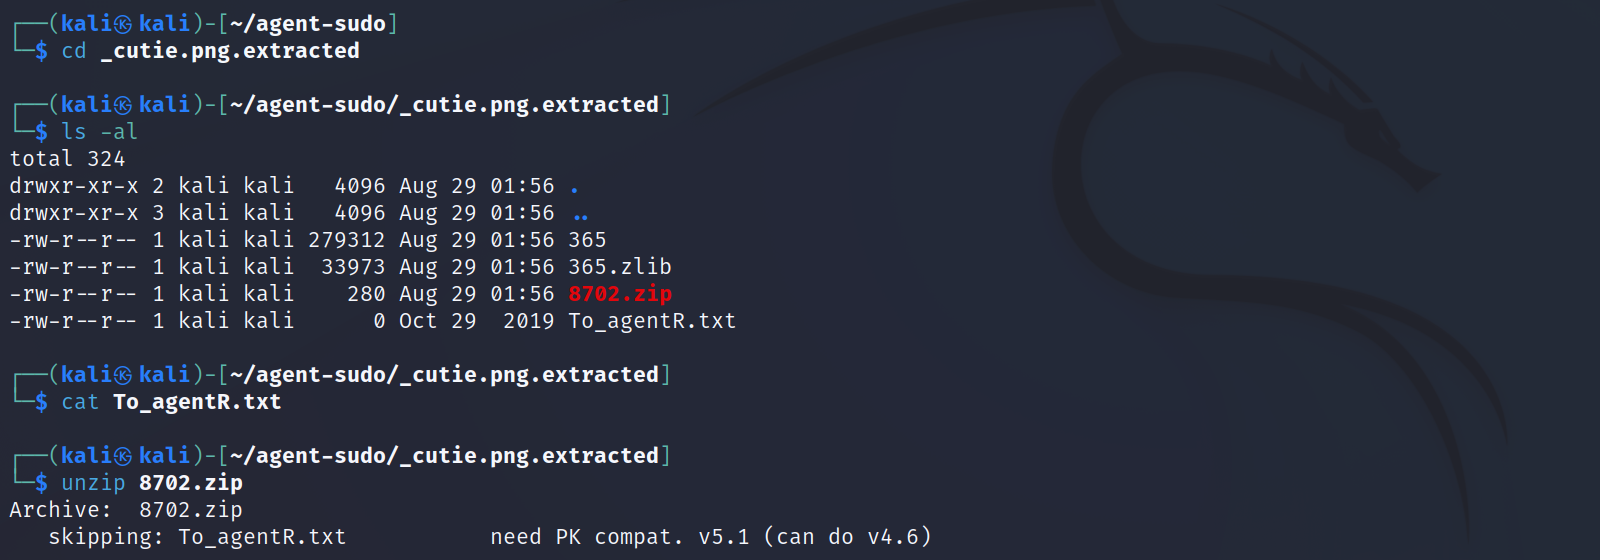 ┌──(kali㉿kali)-[~/agent-sudo]
└─$ cd _cutie.png.extracted
┌──(kali㉿kali)-[~/agent-sudo/_cutie.png.extracted]
└─$ ls -al
total 324
drwxr-xr-x 2 kali kali   4096 Aug 29 01:56 .
drwxr-xr-x 3 kali kali   4096 Aug 29 01:56 ..
-rw-r--r-- 1 kali kali 279312 Aug 29 01:56 365
-rw-r--r-- 1 kali kali  33973 Aug 29 01:56 365.zlib
-rw-r--r-- 1 kali kali    280 Aug 29 01:56 8702.zip
-rw-r--r-- 1 kali kali      0 Oct 29  2019 To_agentR.txt
┌──(kali㉿kali)-[~/agent-sudo/_cutie.png.extracted]
└─$ cat To_agentR.txt
┌──(kali㉿kali)-[~/agent-sudo/_cutie.png.extracted]
└─$ unzip 8702.zip
Archive:  8702.zip
   skipping: To_agentR.txt           need PK compat. v5.1 (can do v4.6)